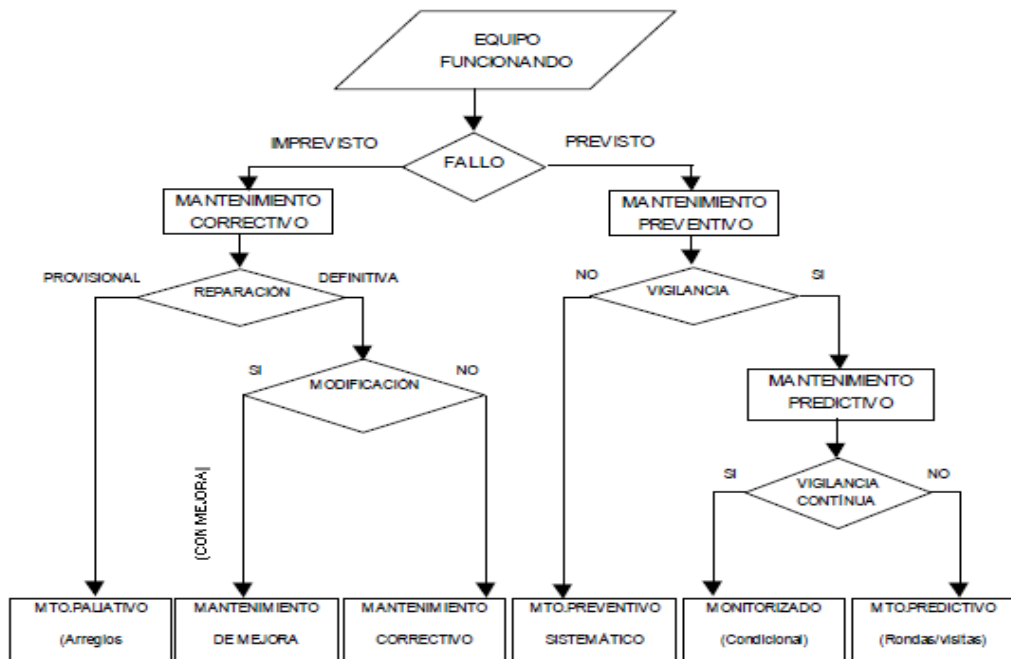 EQUIPO
FUNCIONANDO
IMPREVISTO
FALLO
PREVISTO
MANTENIMIENTO
CORRECTIVO
MANTENIMIENTO
PREVENTIVO
PROVISIONAL
REPARACIÓN
DEFINITIVA
NO
VIGILANCIA
SI
SI
MODIFICACIÓN
NO
MANTENIMIENTO
PREDICTIVO
(CON MEJORA)
SI
VIGILANCIA
CONTÍNUA
NO
MTO.PALIATIVO
(Arreglos
MANTENIMIENTO
DE MEJORA
MANTENIMIENTO
CORRECTIVO
MTO.PREVENTIVO
SISTEMÁTICO
MONITORIZADO
(Condicional)
MTO.PREDICTIVO
(Rondas/visitas)